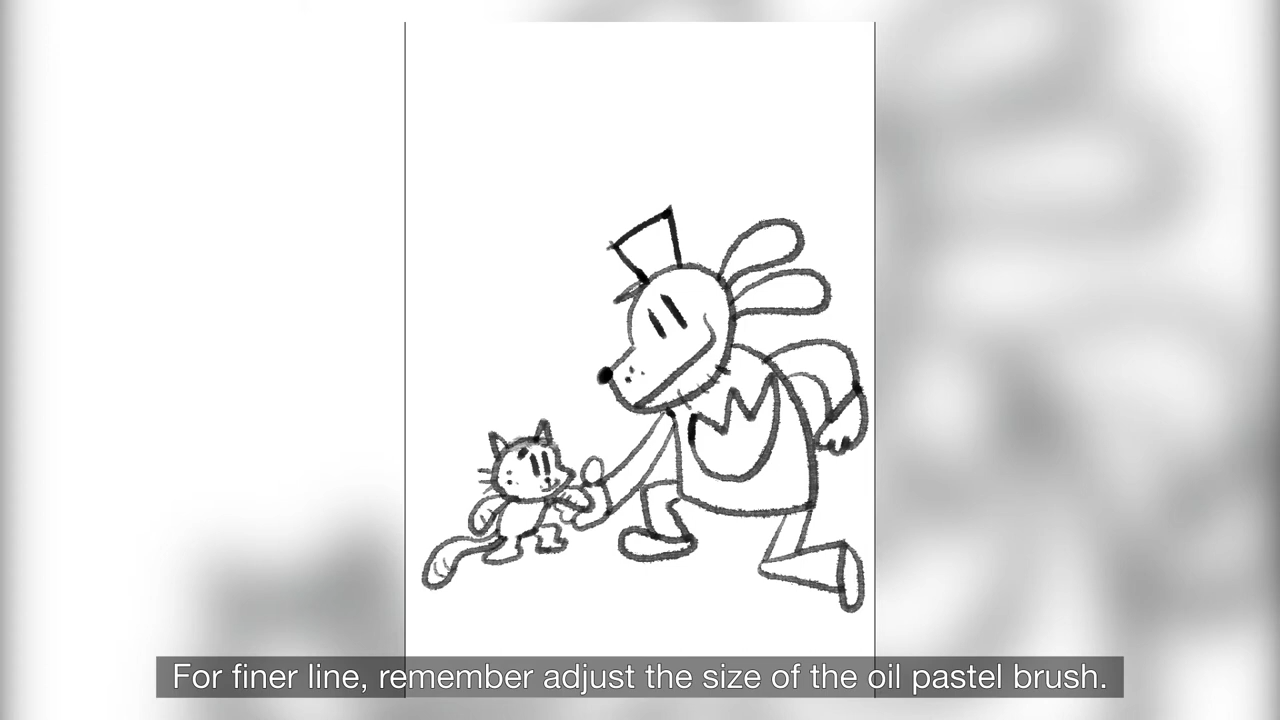 For finer line, remember adjust the size of the oil pastel brush.